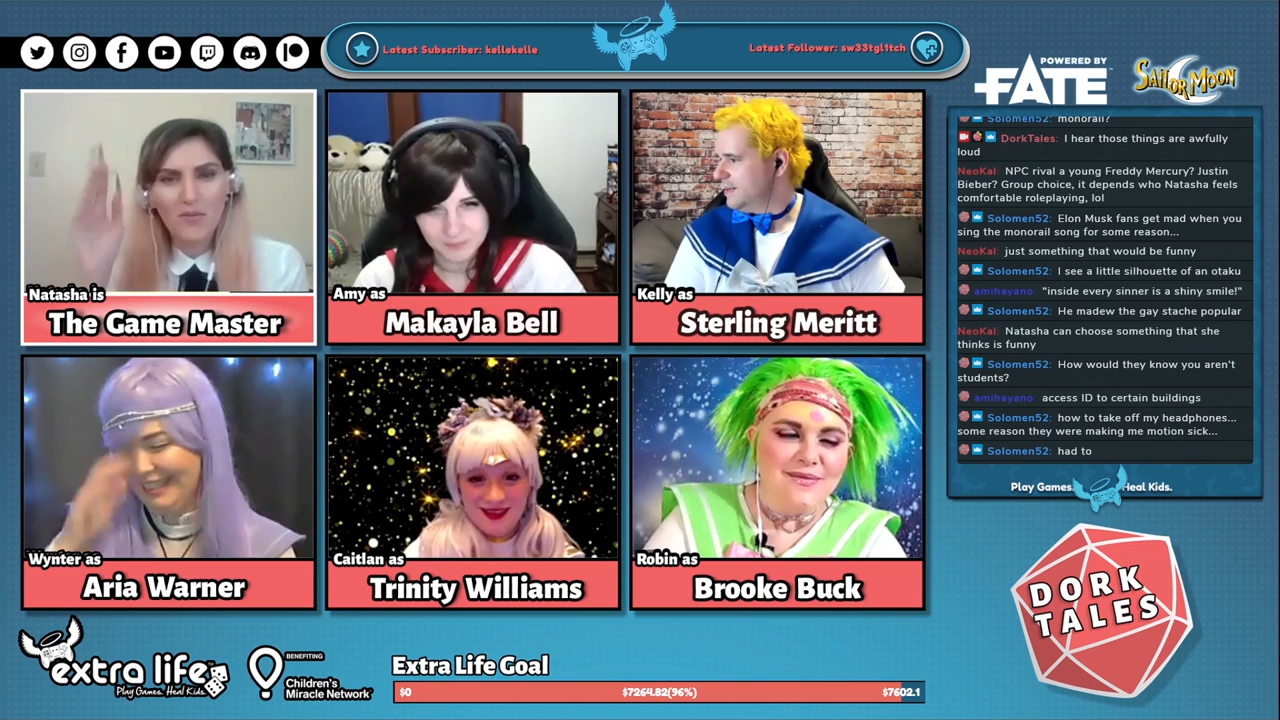 Latest Subscriber: kellekelle
Latest Follower: sw33tgl1tch
POWERED BY
FATE
SAILOR MOON
Natasha is
The Game Master
Amy as
Makayla Bell
Kelly as
Sterling Meritt
Wynter as
Aria Warner
Caitlan as
Trinity Williams
Robin as
Brooke Buck
Solomen52: monorail?
DorkTales: I hear those things are awfully
loud
NeoKal: NPC rival a young Freddy Mercury? Justin
Bieber? Group choice, it depends who Natasha feels
comfortable roleplaying, lol
Solomen52: Elon Musk fans get mad when you
sing the monorail song for some reason...
NeoKal: just something that would be funny
Solomen52: I see a little silhouette of an otaku
amihayano: "inside every sinner is a shiny smile!"
Solomen52: He madew the gay stache popular
NeoKal: Natasha can choose something that she
thinks is funny
Solomen52: How would they know you aren't
students?
amihayano: access ID to certain buildings
Solomen52: how to take off my headphones...
some reason they were making me motion sick...
Solomen52: had to
Play Games. Heal Kids.
DORK
TALES
extra life
Play Games. Heal Kids.
BENEFITING
Children's
Miracle Network
Extra Life Goal
$0
$7264.82(96%)
$7602.1